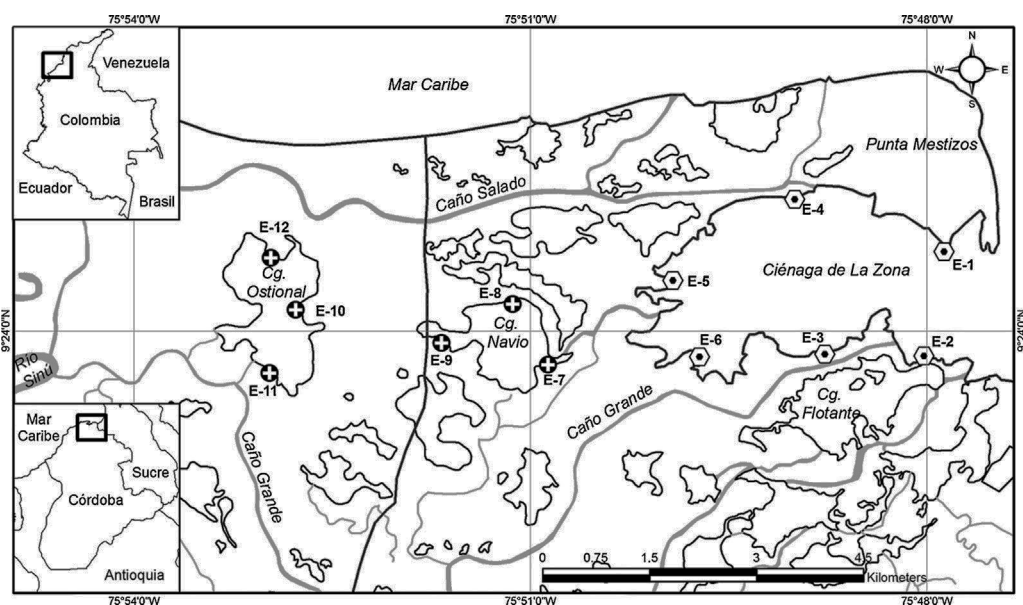 75°54'0"W
75°51'0"W
75°48'0"W
Venezuela
Colombia
Ecuador
Brasil
Mar Caribe
N
W
E
S
Punta Mestizos
Caño Salado
E-4
E-12
Cg.
Ostional
E-10
E-11
E-8
Cg.
Navio
E-9
E-7
E-5
Ciénaga de La Zona
E-1
E-6
E-3
E-2
9°24'0"N
9°24'0"N
Rio
Sinú
Cg.
Flotante
Caño Grande
Caño Grande
Mar
Caribe
Sucre
Córdoba
Antioquia
0
0.75
1.5
3
4.5
Kilometers
75°54'0"W
75°51'0"W
75°48'0"W